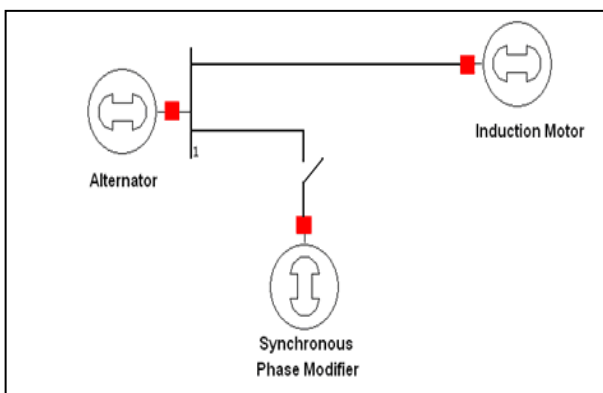 Induction Motor
1
Alternator
Synchronous
Phase Modifier